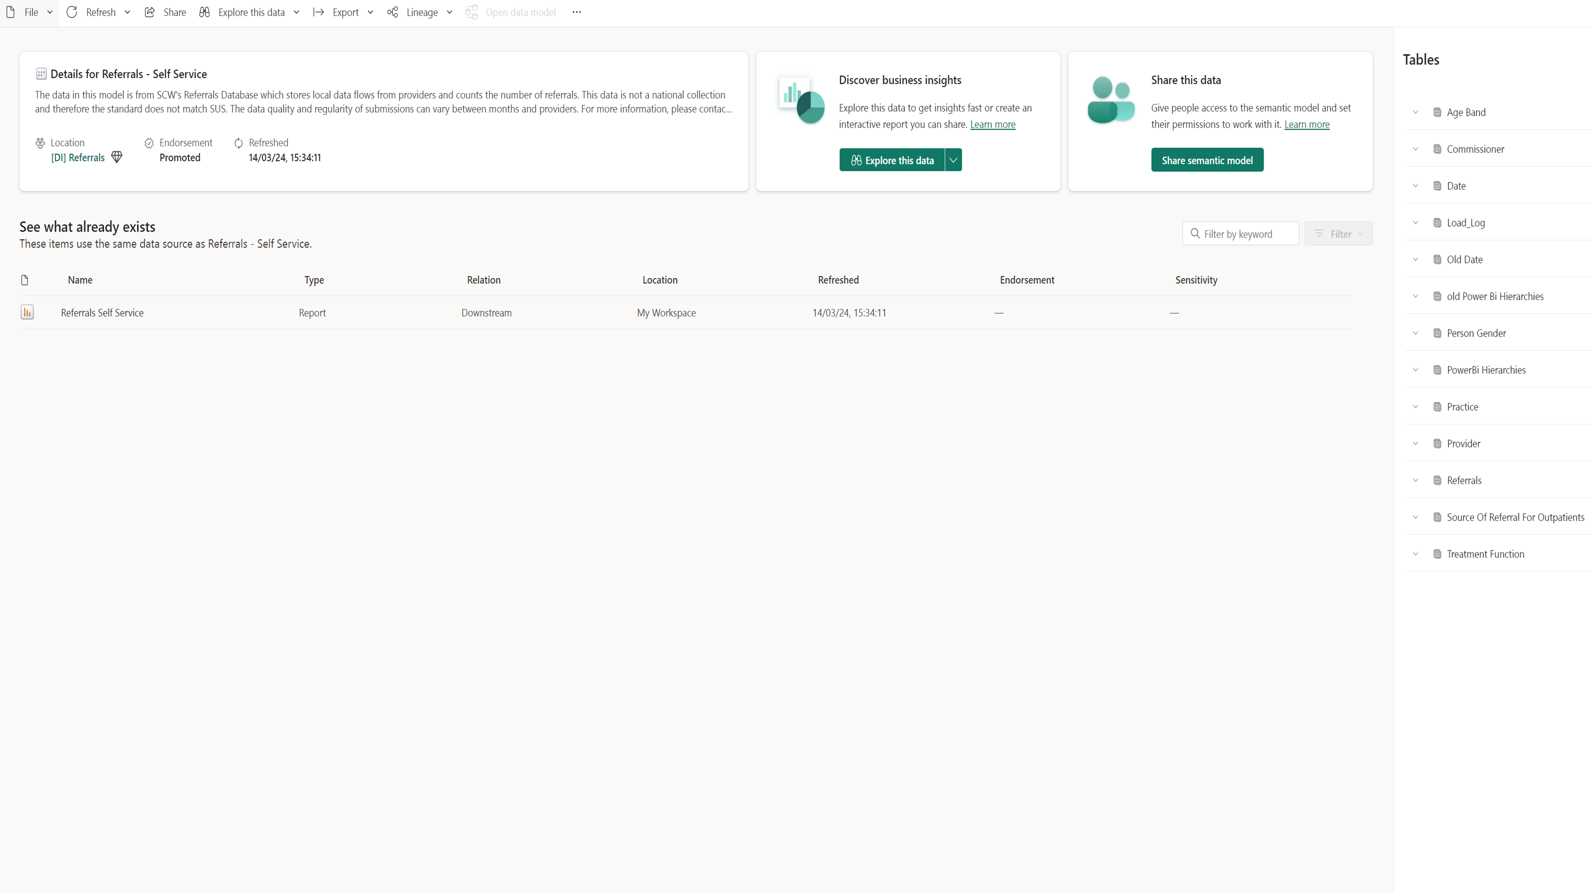 File Refresh Share Explore this data Export Lineage Open data model ...
Details for Referrals - Self Service
The data in this model is from SCW's Referrals Database which stores local data flows from providers and counts the number of referrals. This data is not a national collection
and therefore the standard does not match SUS. The data quality and regularity of submissions can vary between months and providers. For more information, please contac...
Location Endorsement Refreshed
[DI] Referrals Promoted 14/03/24, 15:34:11
Discover business insights
Explore this data to get insights fast or create an
interactive report you can share. Learn more
Explore this data
Share this data
Give people access to the semantic model and set
their permissions to work with it. Learn more
Share semantic model
See what already exists
These items use the same data source as Referrals - Self Service.
Filter by keyword Filter
Name Type Relation Location Refreshed Endorsement Sensitivity
Referrals Self Service Report Downstream My Workspace 14/03/24, 15:34:11 — —
Tables
Age Band
Commissioner
Date
Load_Log
Old Date
old Power Bi Hierarchies
Person Gender
PowerBi Hierarchies
Practice
Provider
Referrals
Source Of Referral For Outpatients
Treatment Function